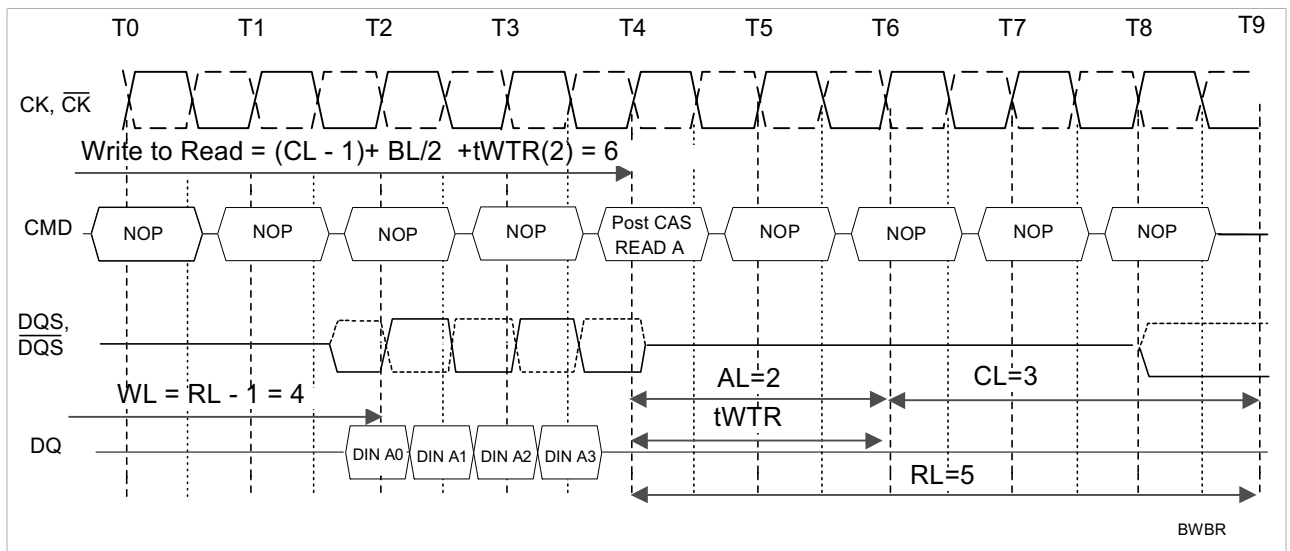 T0 T1 T2 T3 T4 T5 T6 T7 T8 T9
CK, CK
Write to Read = (CL - 1)+ BL/2 +tWTR(2) = 6
CMD NOP NOP NOP NOP Post CAS READ A NOP NOP NOP NOP
DQS,
DQS
AL=2 CL=3
WL = RL - 1 = 4
tWTR
DQ DIN A0 DIN A1 DIN A2 DIN A3
RL=5
BWBR